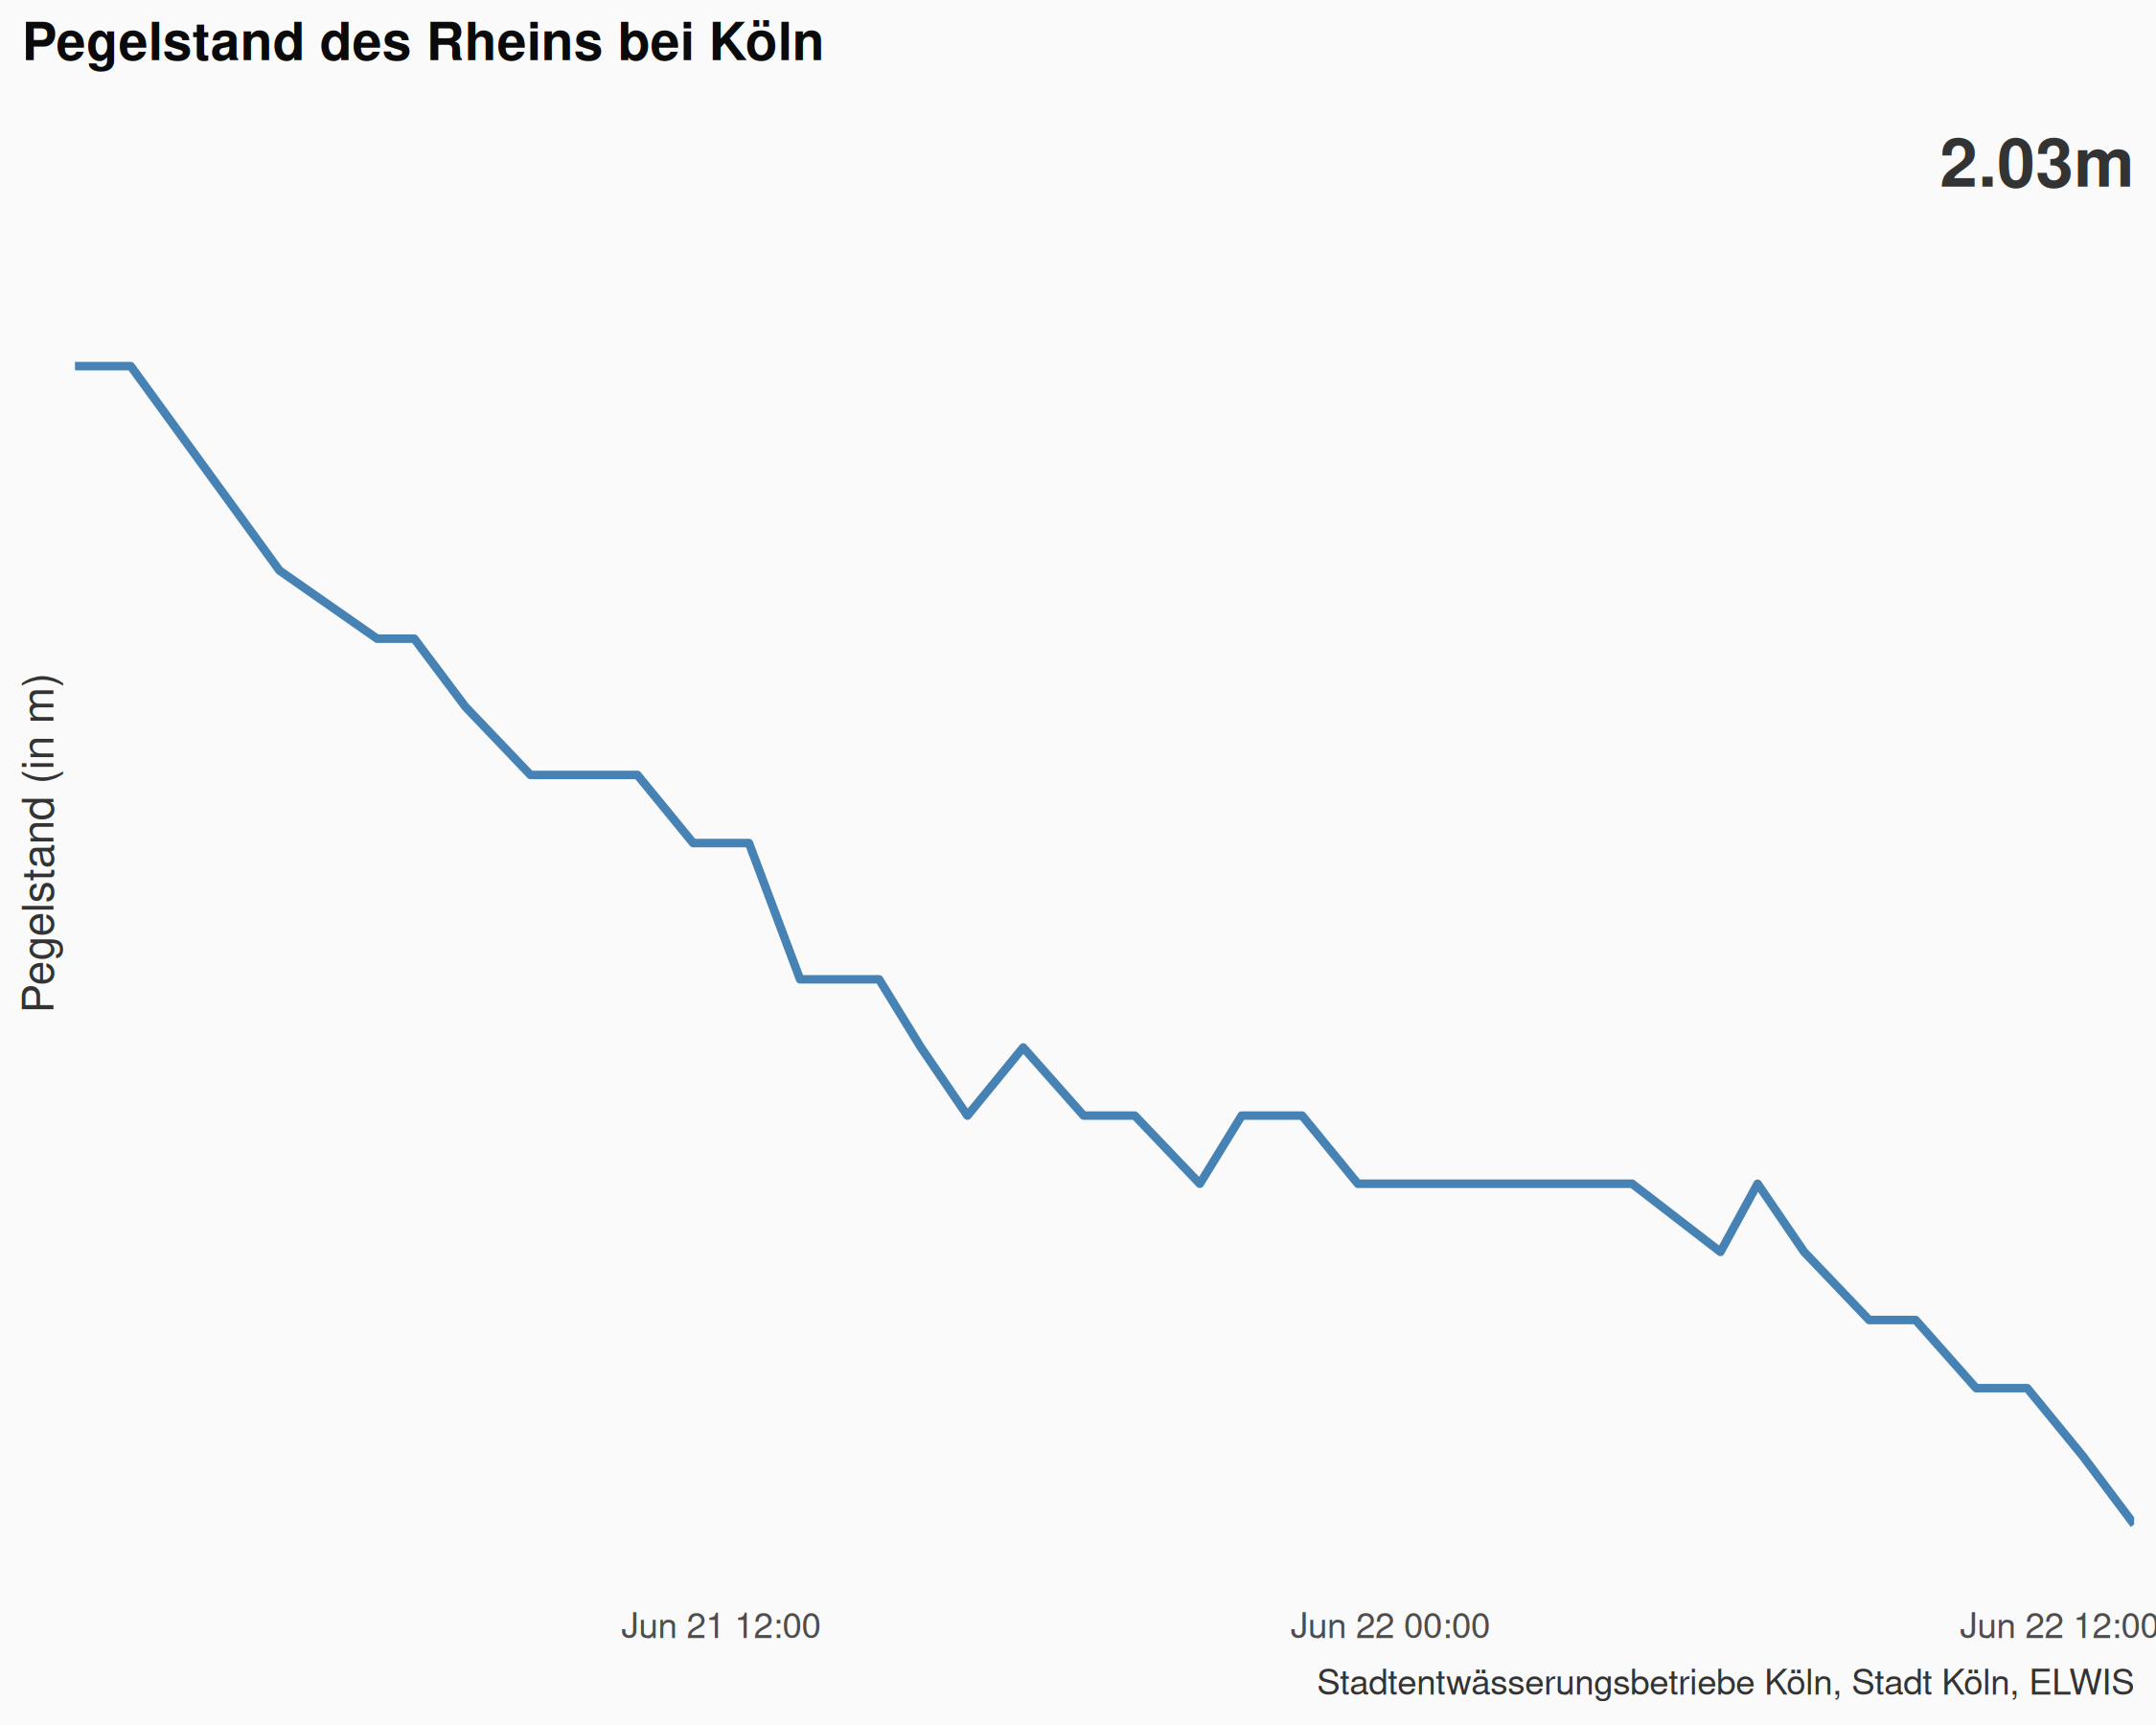 Pegelstand des Rheins bei Köln
2.03m
Pegelstand (in m)
Jun 21 12:00
Jun 22 00:00
Jun 22 12:00
Stadtentwässerungsbetriebe Köln, Stadt Köln, ELWIS